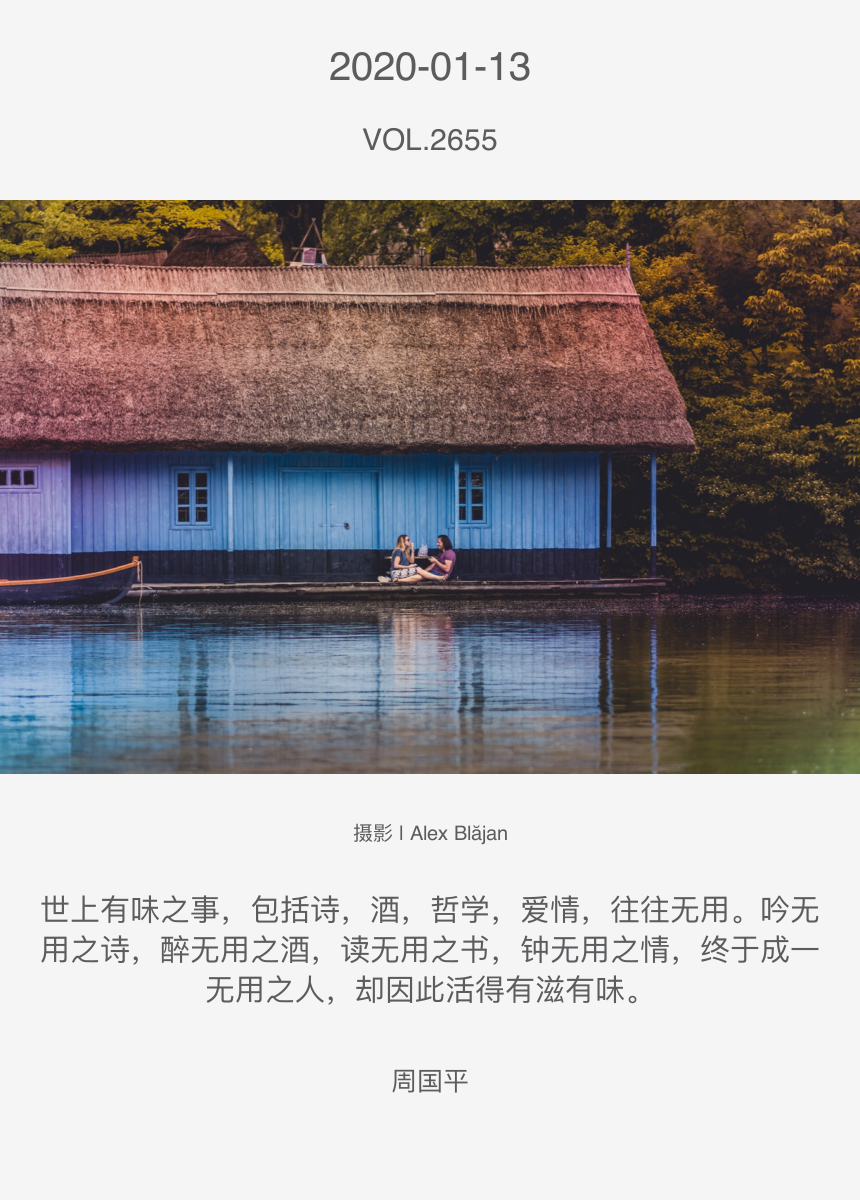 2020-01-13
VOL.2655
摄影 | Alex Blăjan
世上有味之事，包括诗，酒，哲学，爱情，往往无用。吟无
用之诗，醉无用之酒，读无用之书，钟无用之情，终于成一
无用之人，却因此活得有滋有味。
周国平